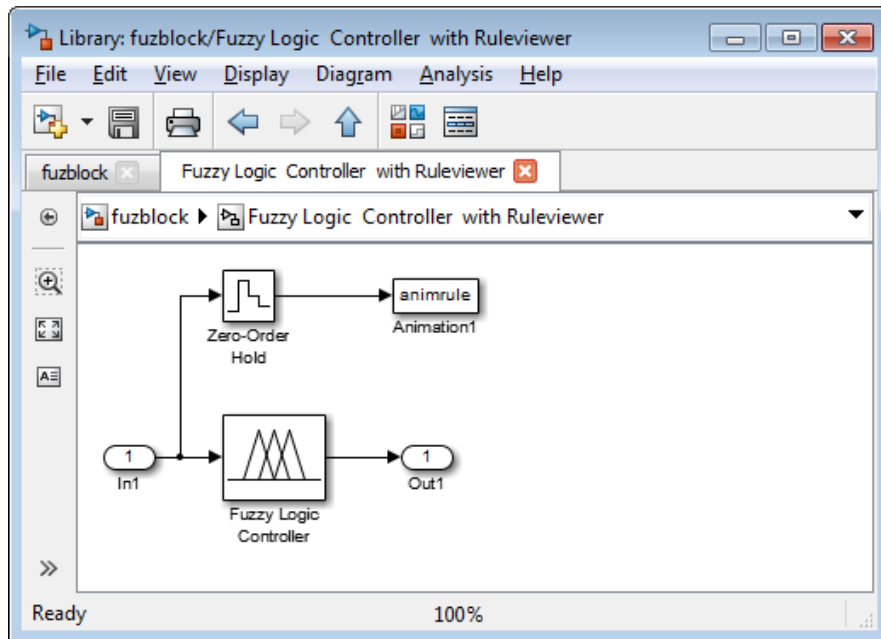 Library: fuzblock/Fuzzy Logic Controller with Ruleviewer
File Edit View Display Diagram Analysis Help
fuzblock
Fuzzy Logic Controller with Ruleviewer
fuzblock Fuzzy Logic Controller with Ruleviewer
animrule
Zero-Order
Hold
Animation1
1
In1
1
Out1
Fuzzy Logic
Controller
Ready 100%